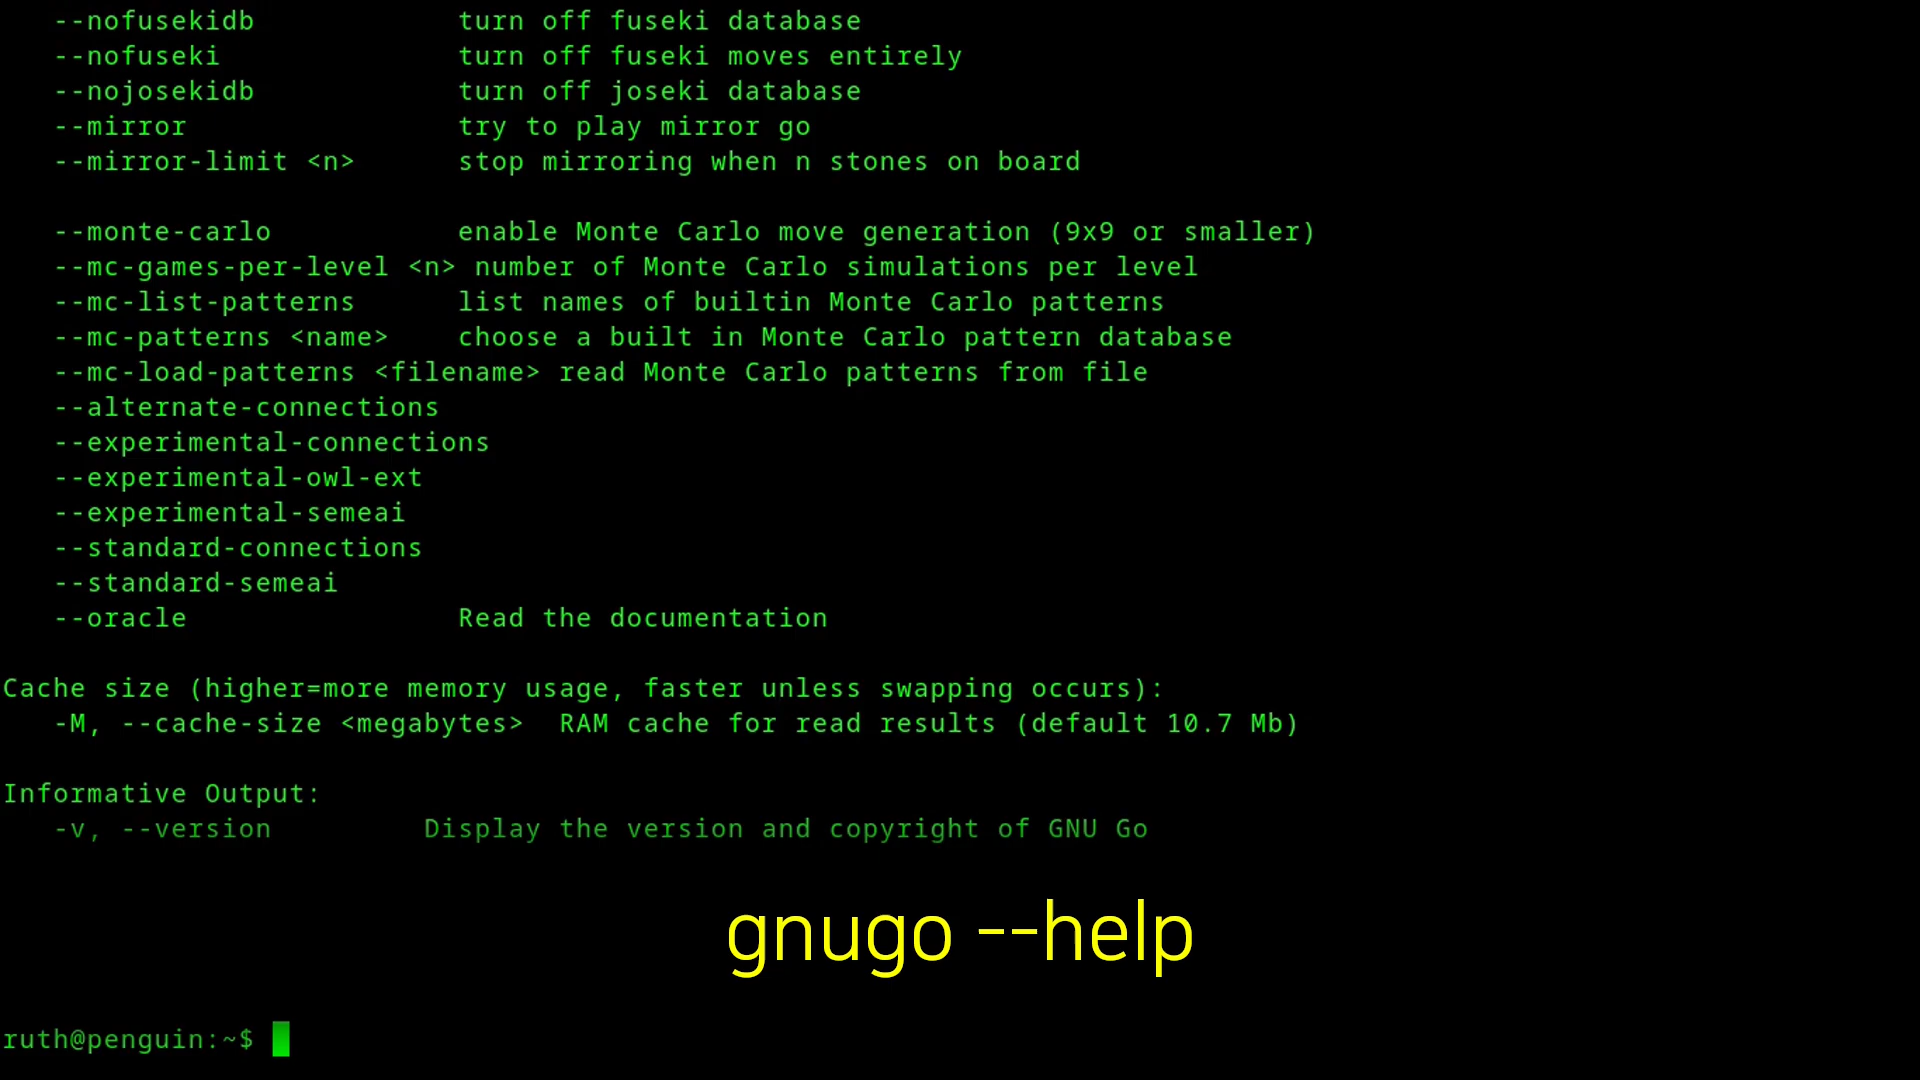 --nofusekidb turn off fuseki database
--nofuseki turn off fuseki moves entirely
--nojosekidb turn off joseki database
--mirror try to play mirror go
--mirror-limit <n> stop mirroring when n stones on board
--monte-carlo enable Monte Carlo move generation (9x9 or smaller)
--mc-games-per-level <n> number of Monte Carlo simulations per level
--mc-list-patterns list names of builtin Monte Carlo patterns
--mc-patterns <name> choose a built in Monte Carlo pattern database
--mc-load-patterns <filename> read Monte Carlo patterns from file
--alternate-connections
--experimental-connections
--experimental-owl-ext
--experimental-semeai
--standard-connections
--standard-semeai
--oracle Read the documentation
Cache size (higher=more memory usage, faster unless swapping occurs):
-M, --cache-size <megabytes> RAM cache for read results (default 10.7 Mb)
Informative Output:
-v, --version Display the version and copyright of GNU Go
gnugo --help
ruth@penguin:~$